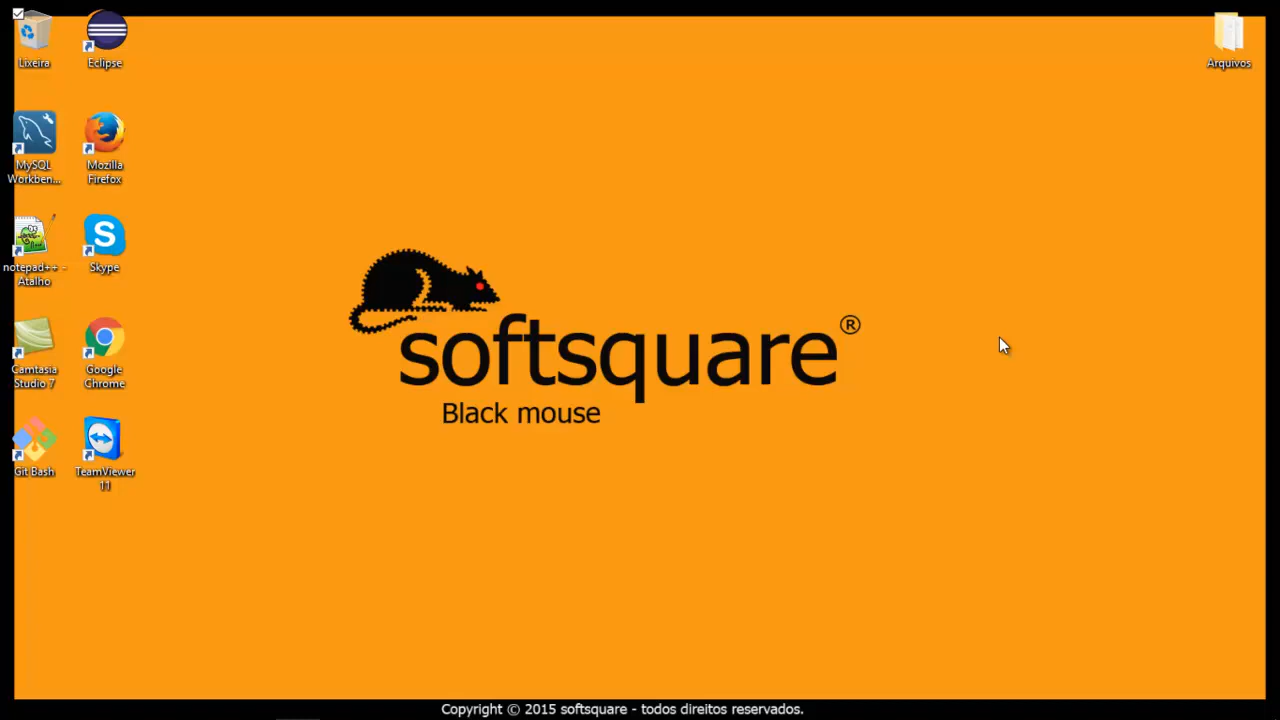 Lixeira
Eclipse
Arquivos
MySQL
Workben...
Mozilla
Firefox
notepad++ -
Atalho
S
Skype
Camtasia
Studio 7
Google
Chrome
Git Bash
TeamViewer
11
softsquare®
Black mouse
Copyright © 2015 softsquare - todos direitos reservados.